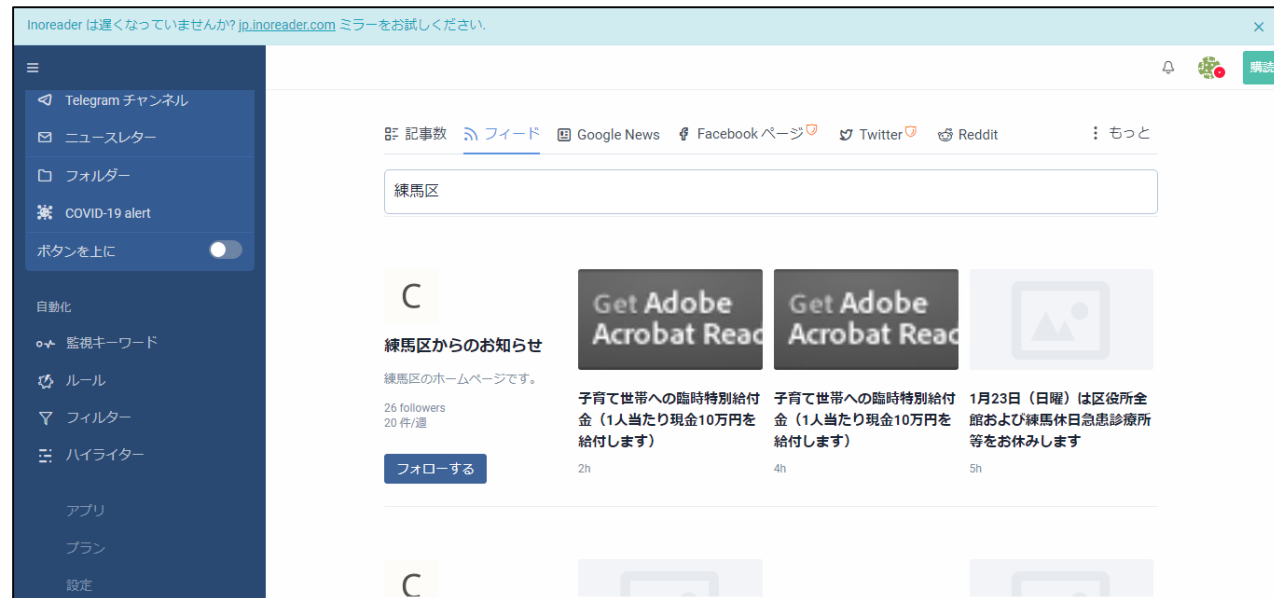 Inoreader は遅くなっていませんか? jp.inoreader.com ミラーをお試しください.
Telegram チャンネル
ニュースレター
フォルダー
COVID-19 alert
ボタンを上に
自動化
監視キーワード
ルール
フィルター
ハイライター
アプリ
プラン
設定
購読
記事数 フィード Google News Facebook ページ Twitter Reddit もっと
練馬区
C
練馬区からのお知らせ
練馬区のホームページです。
26 followers
20 件/週
フォローする
Get Adobe
Acrobat Read
子育て世帯への臨時特別給付
金（1人当たり現金10万円を
給付します）
2h
Get Adobe
Acrobat Read
子育て世帯への臨時特別給付
金（1人当たり現金10万円を
給付します）
4h
1月23日（日曜）は区役所全
館および練馬休日急患診療所
等をお休みします
5h
C